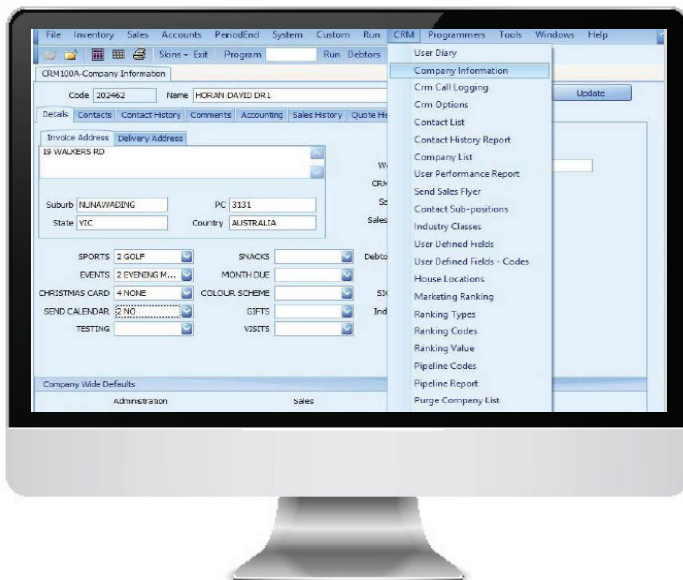 File Inventory Sales Accounts PeriodEnd System Custom Run CRM Programmers Tools Windows Help
Skins - Exit Program Run Debtors
CRM100A-Company Information
Code 202462 Name HORAN DAVID DR1 Update
Details Contacts Contact History Comments Accounting Sales History Quote
Invoice Address Delivery Address
19 WALKERS RD
Suburb NUNAWADING PC 3131
State VIC Country AUSTRALIA Sales
SPORTS 2 GOLF SNACKS
EVENTS 2 EVENING M... MONTH DUE
CHRISTMAS CARD 4 NONE COLOUR SCHEME
SEND CALENDAR 2 NO GIFTS
TESTING VISITS
Company Wide Defaults
Administration Sales
User Diary
Company Information
Crm Call Logging
Crm Options
Contact List
Contact History Report
Company List
User Performance Report
Send Sales Flyer
Contact Sub-positions
Industry Classes
User Defined Fields
User Defined Fields - Codes
House Locations
Marketing Ranking
Ranking Types
Ranking Codes
Ranking Value
Pipeline Codes
Pipeline Report
Purge Company List